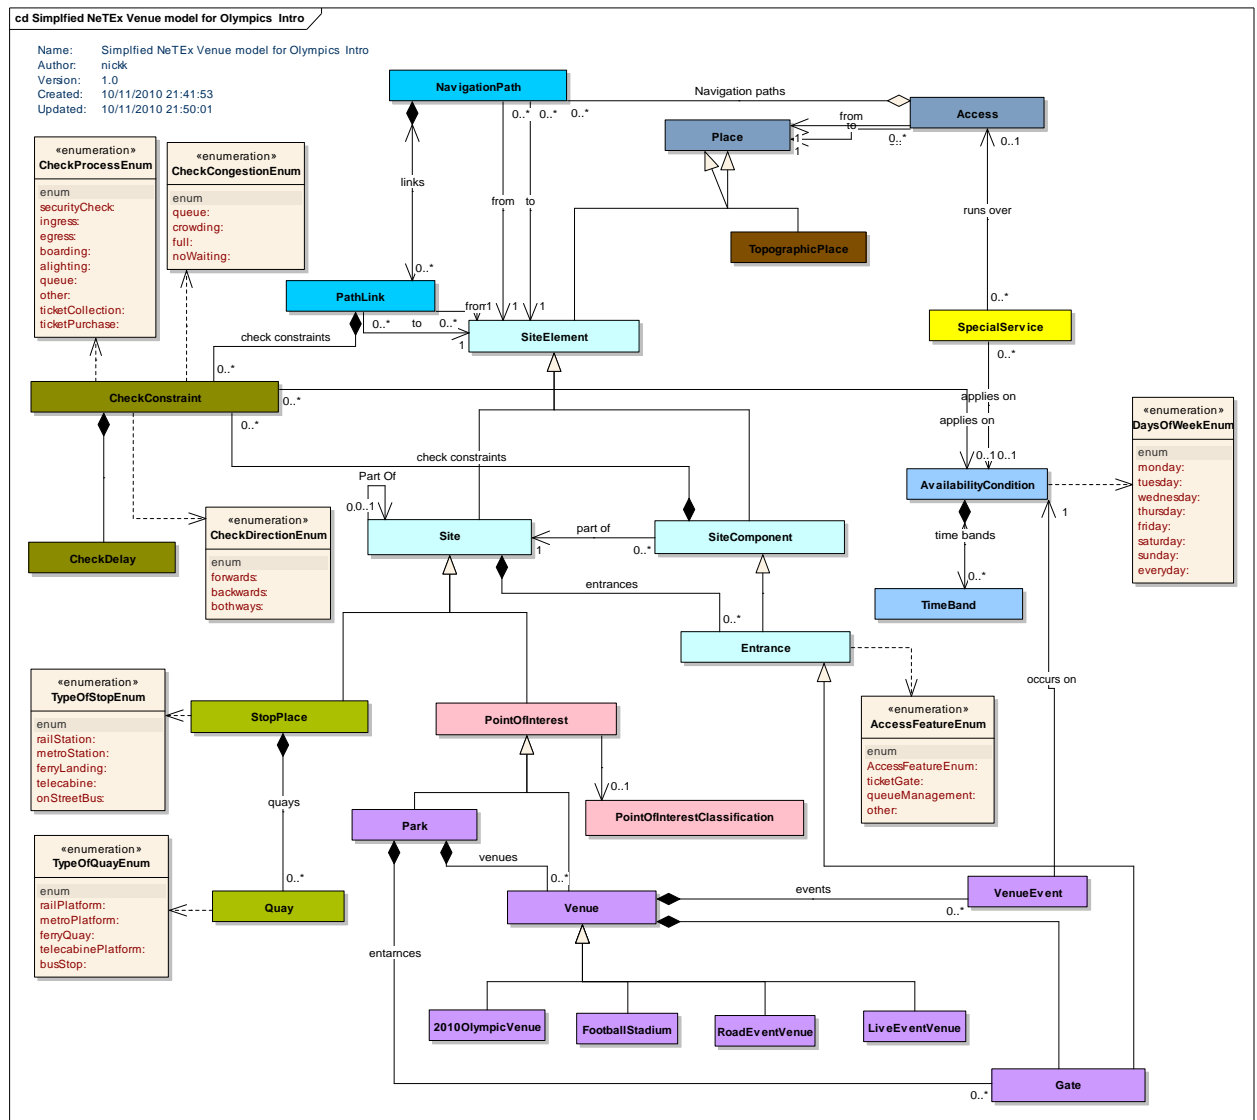 cd Simplfied NeTEx Venue model for Olympics Intro
Name: Simplfied NeTEx Venue model for Olympics Intro
Author: nickk
Version: 1.0
Created: 10/11/2010 21:41:53
Updated: 10/11/2010 21:50:01
NavigationPath
0..*
0..*
0..*
Navigation paths
Access
0..1
from
to
0..*
Place
1
1
«enumeration»
CheckProcessEnum
enum
securityCheck:
ingress:
egress:
boarding:
alighting:
queue:
other:
ticketCollection:
ticketPurchase:
«enumeration»
CheckCongestionEnum
enum
queue:
crowding:
full:
noWaiting:
links
0..*
from
to
runs over
0..*
TopographicPlace
PathLink
from
1
1
1
0..*
to
0..*
1
SiteElement
SpecialService
0..*
check constraints
0..*
CheckConstraint
0..*
0..*
applies on
applies on
0..1
0..1
«enumeration»
DaysOfWeekEnum
enum
monday:
tuesday:
wednesday:
thursday:
friday:
saturday:
sunday:
everyday:
check constraints
Part Of
0..1
AvailabilityCondition
1
time bands
0..*
TimeBand
Site
1
part of
0..*
SiteComponent
entrances
0..*
Entrance
CheckDelay
«enumeration»
CheckDirectionEnum
enum
forwards:
backwards:
bothways:
occurs on
«enumeration»
TypeOfStopEnum
enum
railStation:
metroStation:
ferryLanding:
telecabine:
onStreetBus:
StopPlace
PointOfInterest
«enumeration»
AccessFeatureEnum
enum
AccessFeatureEnum:
ticketGate:
queueManagement:
other:
quays
0..*
0..1
PointOfInterestClassification
Park
venues
0..*
«enumeration»
TypeOfQuayEnum
enum
railPlatform:
metroPlatform:
ferryQuay:
telecabinePlatform:
busStop:
Quay
Venue
events
0..*
VenueEvent
entarnces
2010OlympicVenue
FootballStadium
RoadEventVenue
LiveEventVenue
0..*
Gate